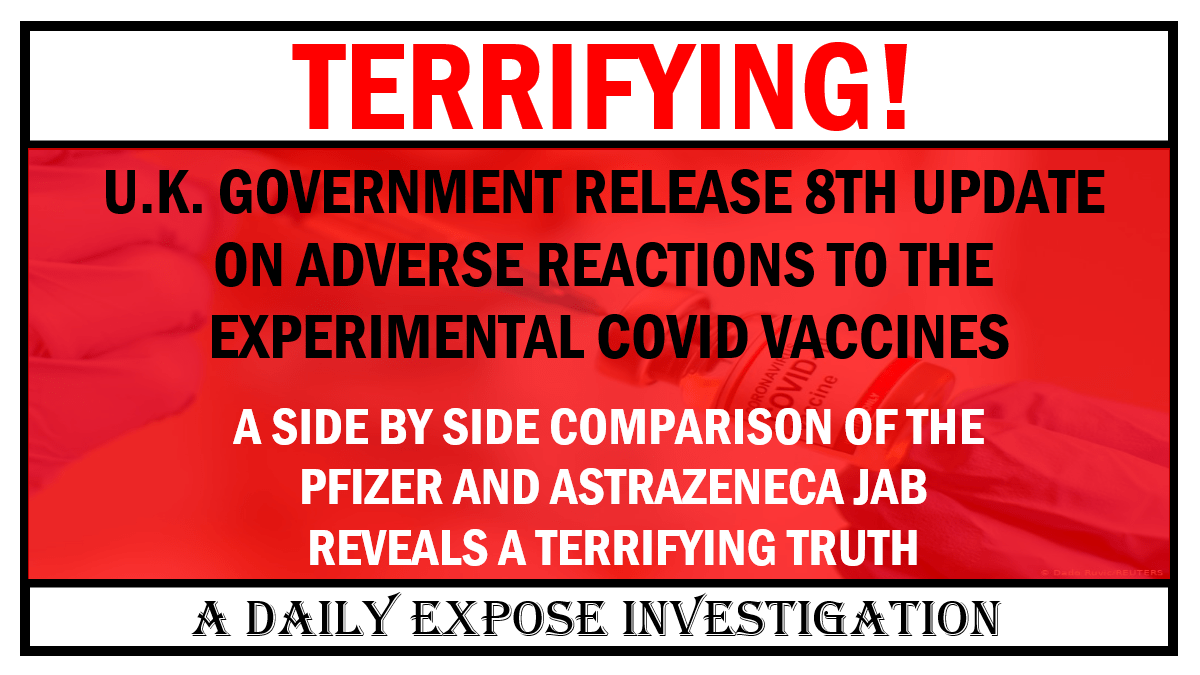 TERRIFYING!
U.K. GOVERNMENT RELEASE 8TH UPDATE
ON ADVERSE REACTIONS TO THE
EXPERIMENTAL COVID VACCINES
A SIDE BY SIDE COMPARISON OF THE
PFIZER AND ASTRAZENECA JAB
REVEALS A TERRIFYING TRUTH
A DAILY EXPOSE INVESTIGATION